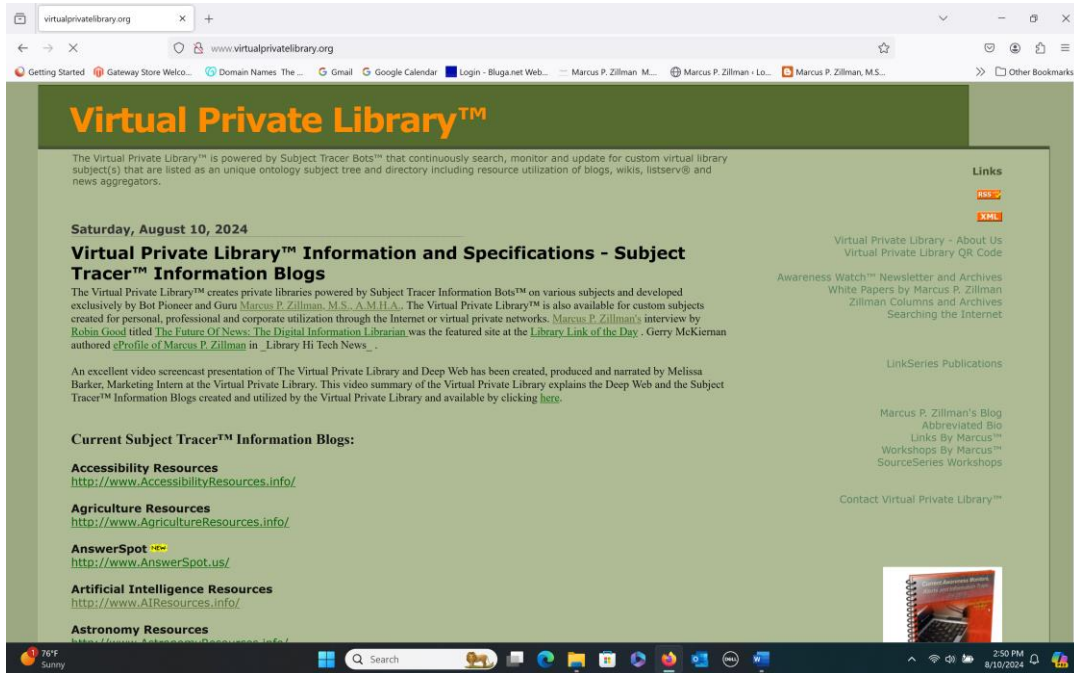 virtualprivatelibrary.org
www.virtualprivatelibrary.org
Getting Started
Gateway Store Welco...
Domain Names The ...
Gmail
Google Calendar
Login - Bluga.net Web...
Marcus P. Zillman M...
Marcus P. Zillman ‹ Lo...
Marcus P. Zillman, M.S...
Other Bookmarks
Virtual Private Library™
The Virtual Private Library™ is powered by Subject Tracer Bots™ that continuously search, monitor and update for custom virtual library
subject(s) that are listed as an unique ontology subject tree and directory including resource utilization of blogs, wikis, listserv® and
news aggregators.
Saturday, August 10, 2024
Virtual Private Library™ Information and Specifications - Subject
Tracer™ Information Blogs
The Virtual Private Library™ creates private libraries powered by Subject Tracer Information Bots™ on various subjects and developed
exclusively by Bot Pioneer and Guru Marcus P. Zillman, M.S., A.M.H.A.. The Virtual Private Library™ is also available for custom subjects
created for personal, professional and corporate utilization through the Internet or virtual private networks. Marcus P. Zillman's interview by
Robin Good titled The Future Of News: The Digital Information Librarian was the featured site at the Library Link of the Day . Gerry McKiernan
authored eProfile of Marcus P. Zillman in _Library Hi Tech News_ .
An excellent video screencast presentation of The Virtual Private Library and Deep Web has been created, produced and narrated by Melissa
Barker, Marketing Intern at the Virtual Private Library. This video summary of the Virtual Private Library explains the Deep Web and the Subject
Tracer™ Information Blogs created and utilized by the Virtual Private Library and available by clicking here.
Current Subject Tracer™ Information Blogs:
Accessibility Resources
http://www.AccessibilityResources.info/
Agriculture Resources
http://www.AgricultureResources.info/
AnswerSpot NEW
http://www.AnswerSpot.us/
Artificial Intelligence Resources
http://www.AIResources.info/
Astronomy Resources
http://www.AstronomyResources.info/
Links
RSS
XML
Virtual Private Library - About Us
Virtual Private Library QR Code
Awareness Watch™ Newsletter and Archives
White Papers by Marcus P. Zillman
Zillman Columns and Archives
Searching the Internet
LinkSeries Publications
Marcus P. Zillman's Blog
Abbreviated Bio
Links By Marcus™
Workshops By Marcus™
SourceSeries Workshops
Contact Virtual Private Library™
Current Awareness Monitors,
Alerts and Information Traps
1
76°F
Sunny
Search
DELL
2:50 PM
8/10/2024